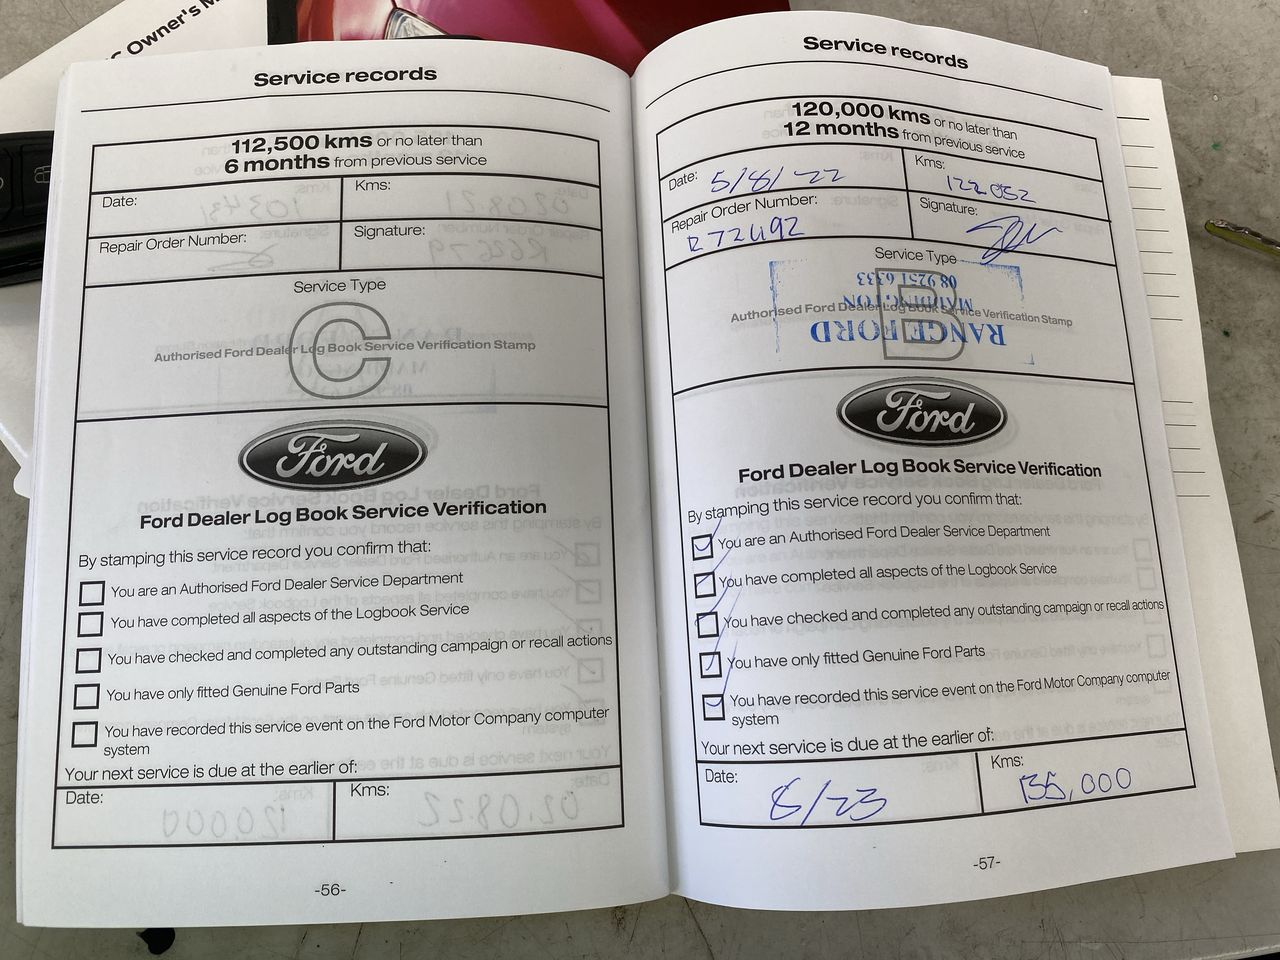 C Owner's M
Service records
112,500 kms or no later than
6 months from previous service
Date:
Kms:
Repair Order Number:
Signature:
Service Type
C
Authorised Ford Dealer Log Book Service Verification Stamp
Ford
Ford Dealer Log Book Service Verification
By stamping this service record you confirm that:
You are an Authorised Ford Dealer Service Department
You have completed all aspects of the Logbook Service
You have checked and completed any outstanding campaign or recall actions
You have only fitted Genuine Ford Parts
You have recorded this service event on the Ford Motor Company computer
system
Your next service is due at the earlier of:
Date:
Kms:
-56-
Service records
120,000 kms or no later than
12 months from previous service
Date: 5/8/22
Kms: 122052
Repair Order Number:
R72492
Signature:
Service Type
B
Authorised Ford Dealer Log Book Service Verification Stamp
RANGE FORD
MADDINGTON
08 9251 6333
Ford
Ford Dealer Log Book Service Verification
By stamping this service record you confirm that:
You are an Authorised Ford Dealer Service Department
You have completed all aspects of the Logbook Service
You have checked and completed any outstanding campaign or recall actions
You have only fitted Genuine Ford Parts
You have recorded this service event on the Ford Motor Company computer
system
Your next service is due at the earlier of:
Date: 8/23
Kms: 135,000
-57-